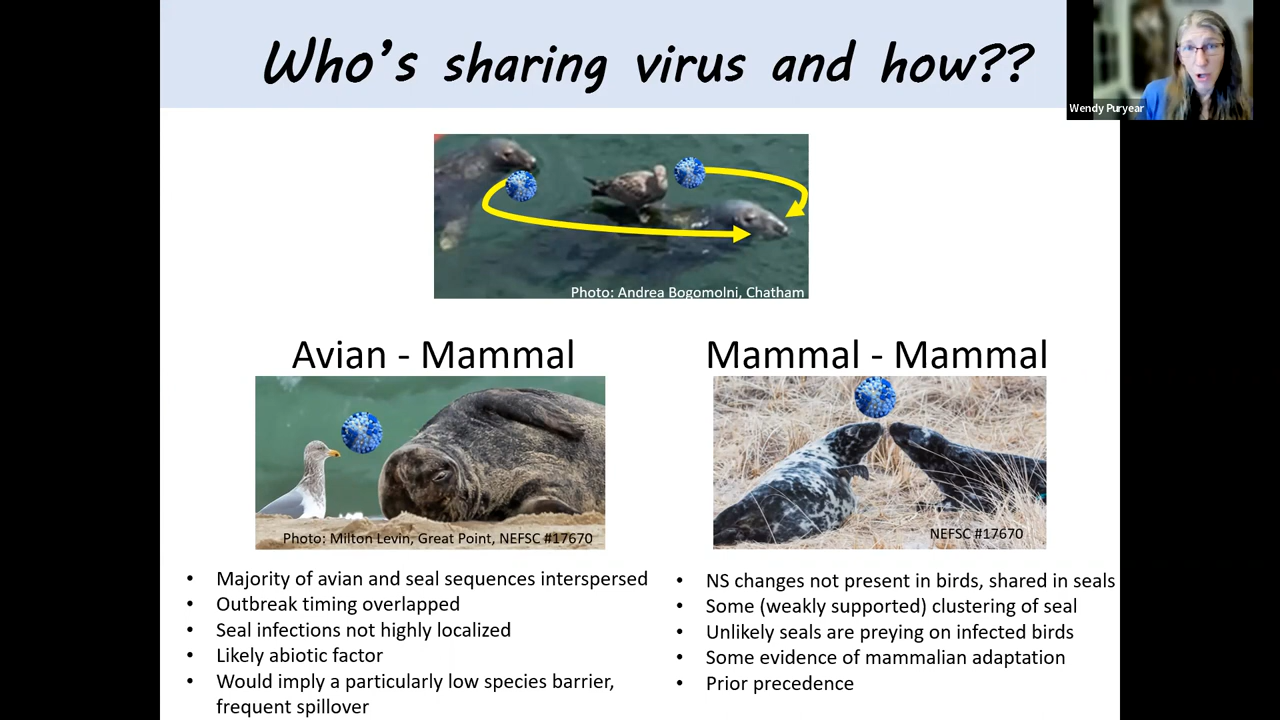 Who's sharing virus and how??
Wendy Puryear
Photo: Andrea Bogomolni, Chatham
Avian - Mammal
Photo: Milton Levin, Great Point, NEFSC #17670
• Majority of avian and seal sequences interspersed
• Outbreak timing overlapped
• Seal infections not highly localized
• Likely abiotic factor
• Would imply a particularly low species barrier,
frequent spillover
Mammal - Mammal
NEFSC #17670
• NS changes not present in birds, shared in seals
• Some (weakly supported) clustering of seal
• Unlikely seals are preying on infected birds
• Some evidence of mammalian adaptation
• Prior precedence